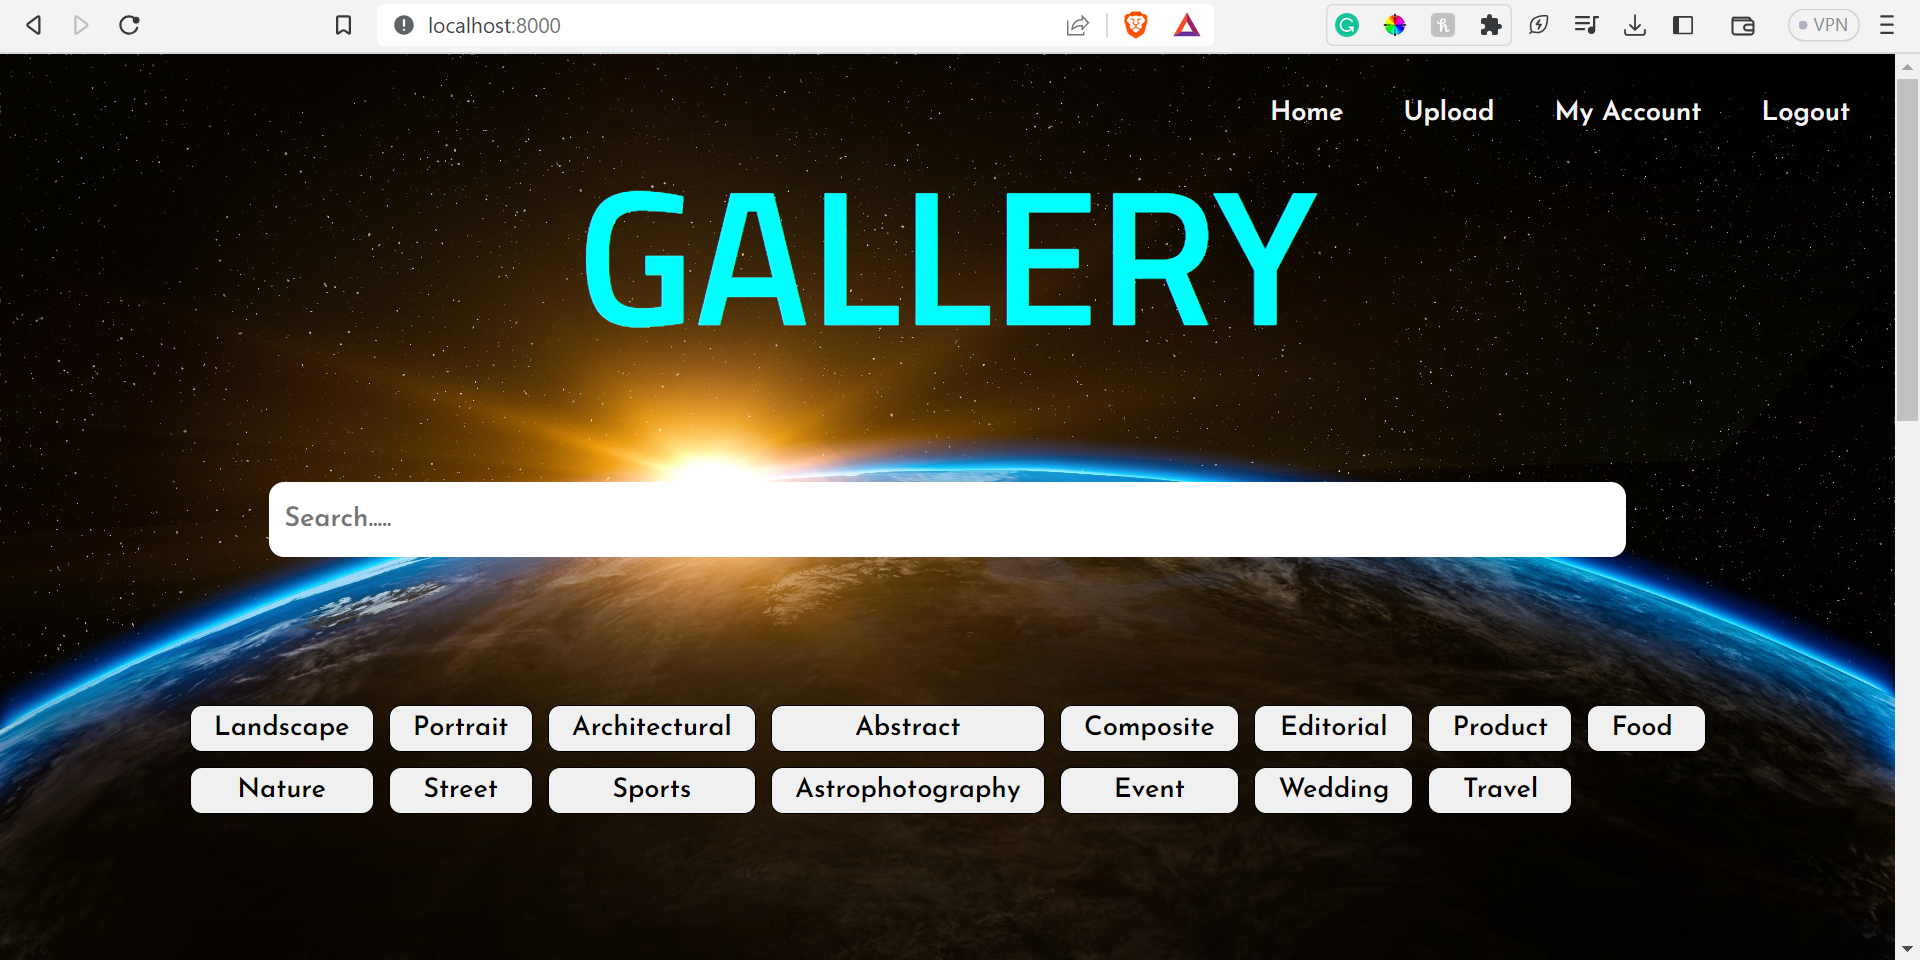 localhost:8000
VPN
Home Upload My Account Logout
GALLERY
Search.....
Landscape Portrait Architectural Abstract Composite Editorial Product Food
Nature Street Sports Astrophotography Event Wedding Travel